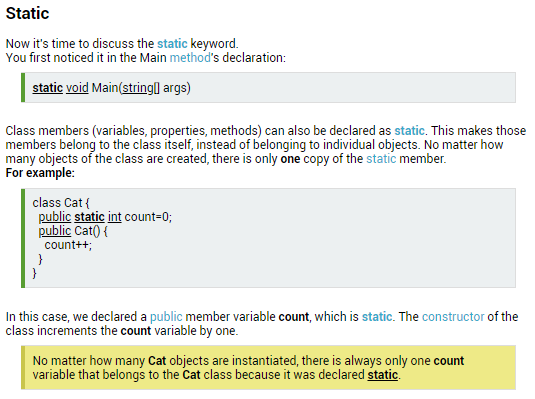 Static
Now it's time to discuss the static keyword.
You first noticed it in the Main method's declaration:
static void Main(string[] args)
Class members (variables, properties, methods) can also be declared as static. This makes those
members belong to the class itself, instead of belonging to individual objects. No matter how
many objects of the class are created, there is only one copy of the static member.
For example:
class Cat {
public static int count=0;
public Cat() {
count++;
}
}
In this case, we declared a public member variable count, which is static. The constructor of the
class increments the count variable by one.
No matter how many Cat objects are instantiated, there is always only one count
variable that belongs to the Cat class because it was declared static.